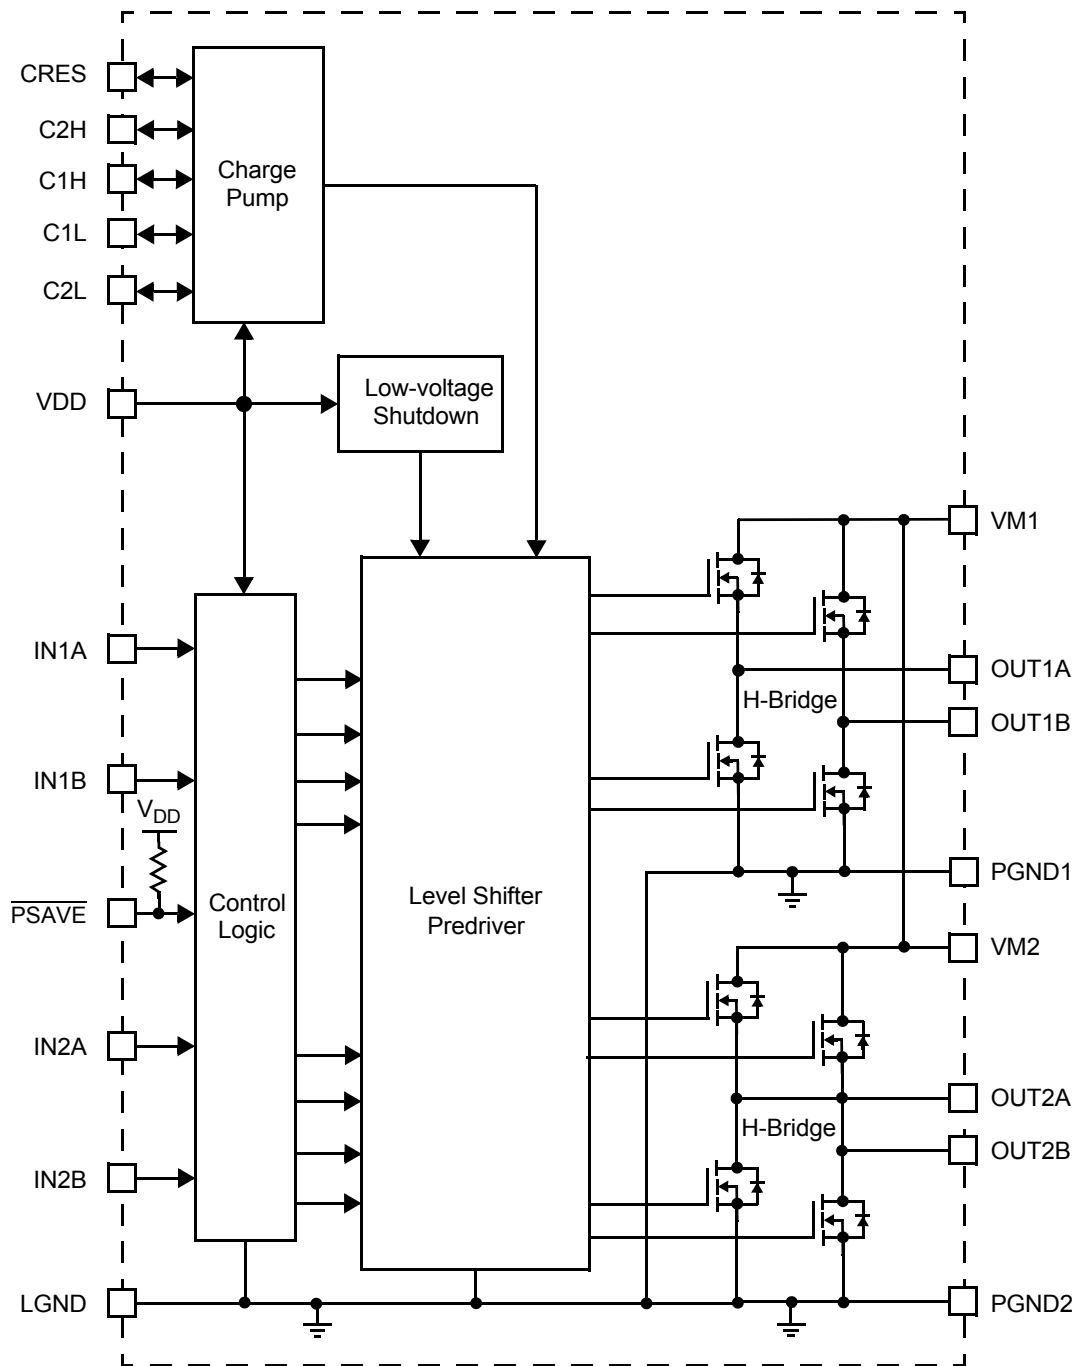 CRES
C2H
C1H
C1L
C2L
Charge
Pump
VDD
Low-voltage
Shutdown
VM1
IN1A
OUT1A
H-Bridge
OUT1B
IN1B
VDD
PGND1
PSAVE
Control
Logic
Level Shifter
Predriver
VM2
IN2A
OUT2A
H-Bridge
OUT2B
IN2B
LGND
PGND2